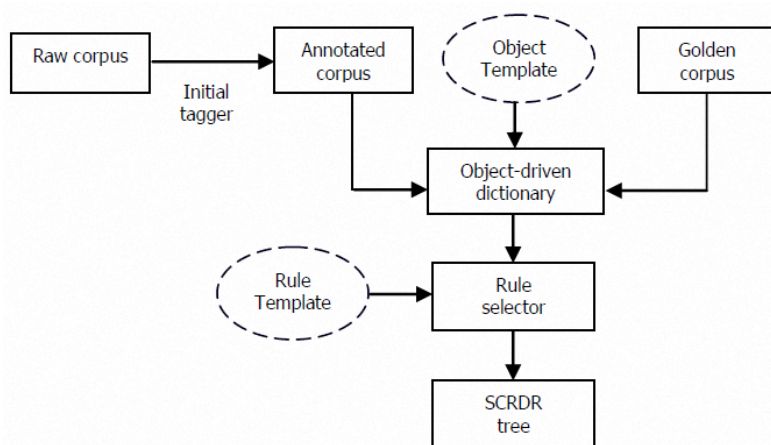 Raw corpus
Initial
tagger
Annotated
corpus
Object
Template
Golden
corpus
Object-driven
dictionary
Rule
Template
Rule
selector
SCRDR
tree